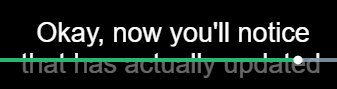 Okay, now you'll notice
that has actually updated